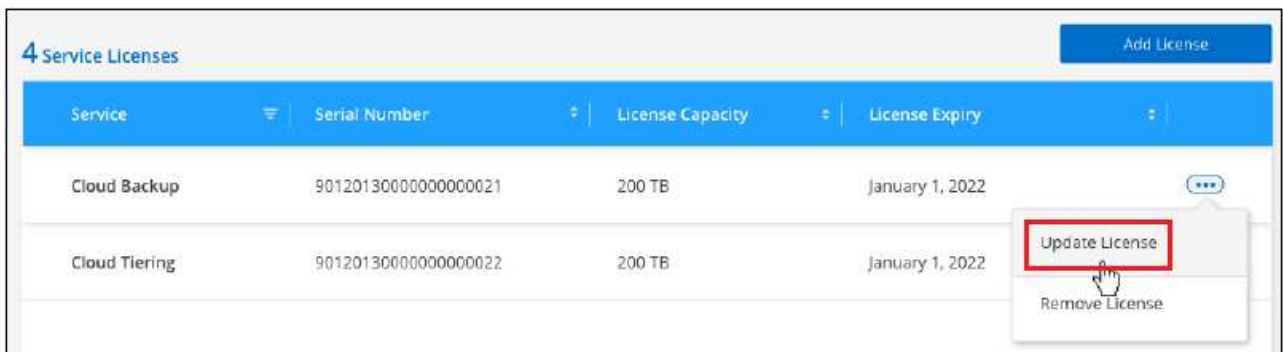 4 Service Licenses
Add License
Service Serial Number License Capacity License Expiry
Cloud Backup 90120130000000000021 200 TB January 1, 2022
Update License
Cloud Tiering 90120130000000000022 200 TB January 1, 2022
Remove License